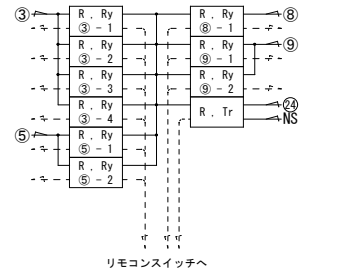 ③ R．Ry
③－1
R．Ry
③－2
R．Ry
③－3
R．Ry
③－4
⑤ R．Ry
⑤－1
R．Ry
⑤－2
R．Ry ⑧
⑧－1
R．Ry ⑨
⑨－1
R．Ry
⑨－2
R．Tr ㉔
NS
リモコンスイッチへ